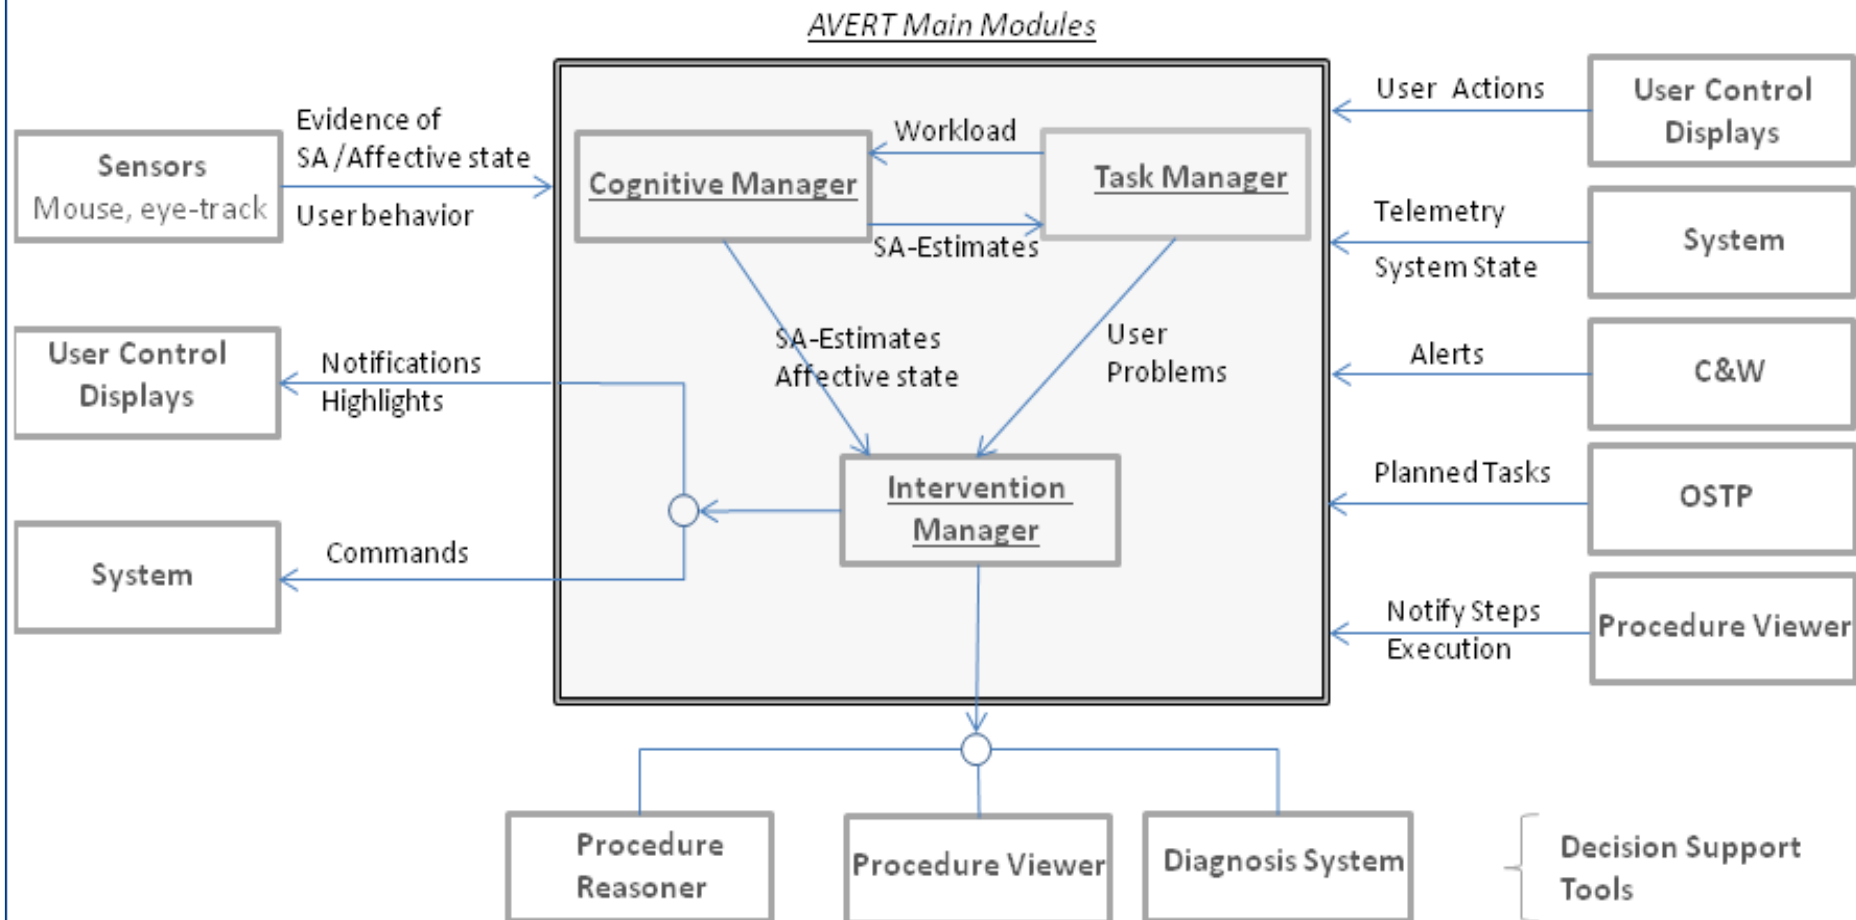 AVERT Main Modules
Sensors
Mouse, eye-track
Evidence of
SA /Affective state
User behavior
User Control
Displays
Notifications
Highlights
System
Commands
Cognitive Manager
Workload
SA-Estimates
Task Manager
SA-Estimates
Affective state
User
Problems
Intervention
Manager
User Actions
User Control
Displays
Telemetry
System State
System
Alerts
C&W
Planned Tasks
OSTP
Notify Steps
Execution
Procedure Viewer
Procedure
Reasoner
Procedure Viewer
Diagnosis System
Decision Support
Tools